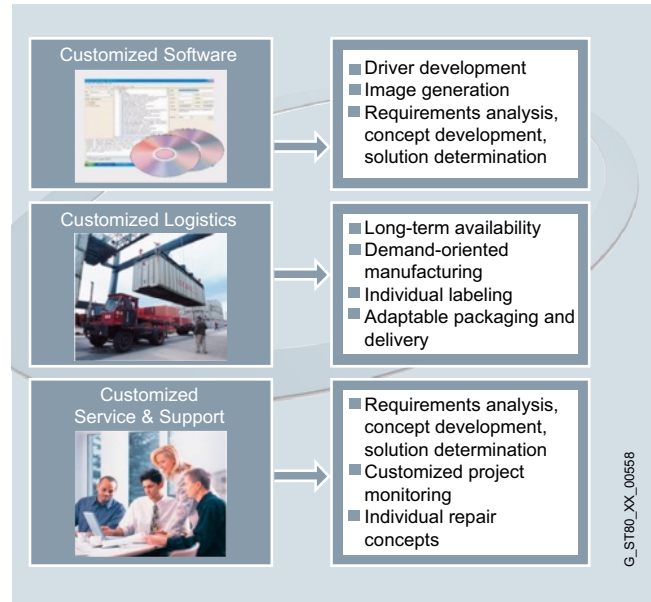 Customized Software
Driver development
Image generation
Requirements analysis,
concept development,
solution determination
Customized Logistics
Long-term availability
Demand-oriented
manufacturing
Individual labeling
Adaptable packaging and
delivery
Customized
Service & Support
Requirements analysis,
concept development,
solution determination
Customized project
monitoring
Individual repair
concepts
G_ST80_XX_00558